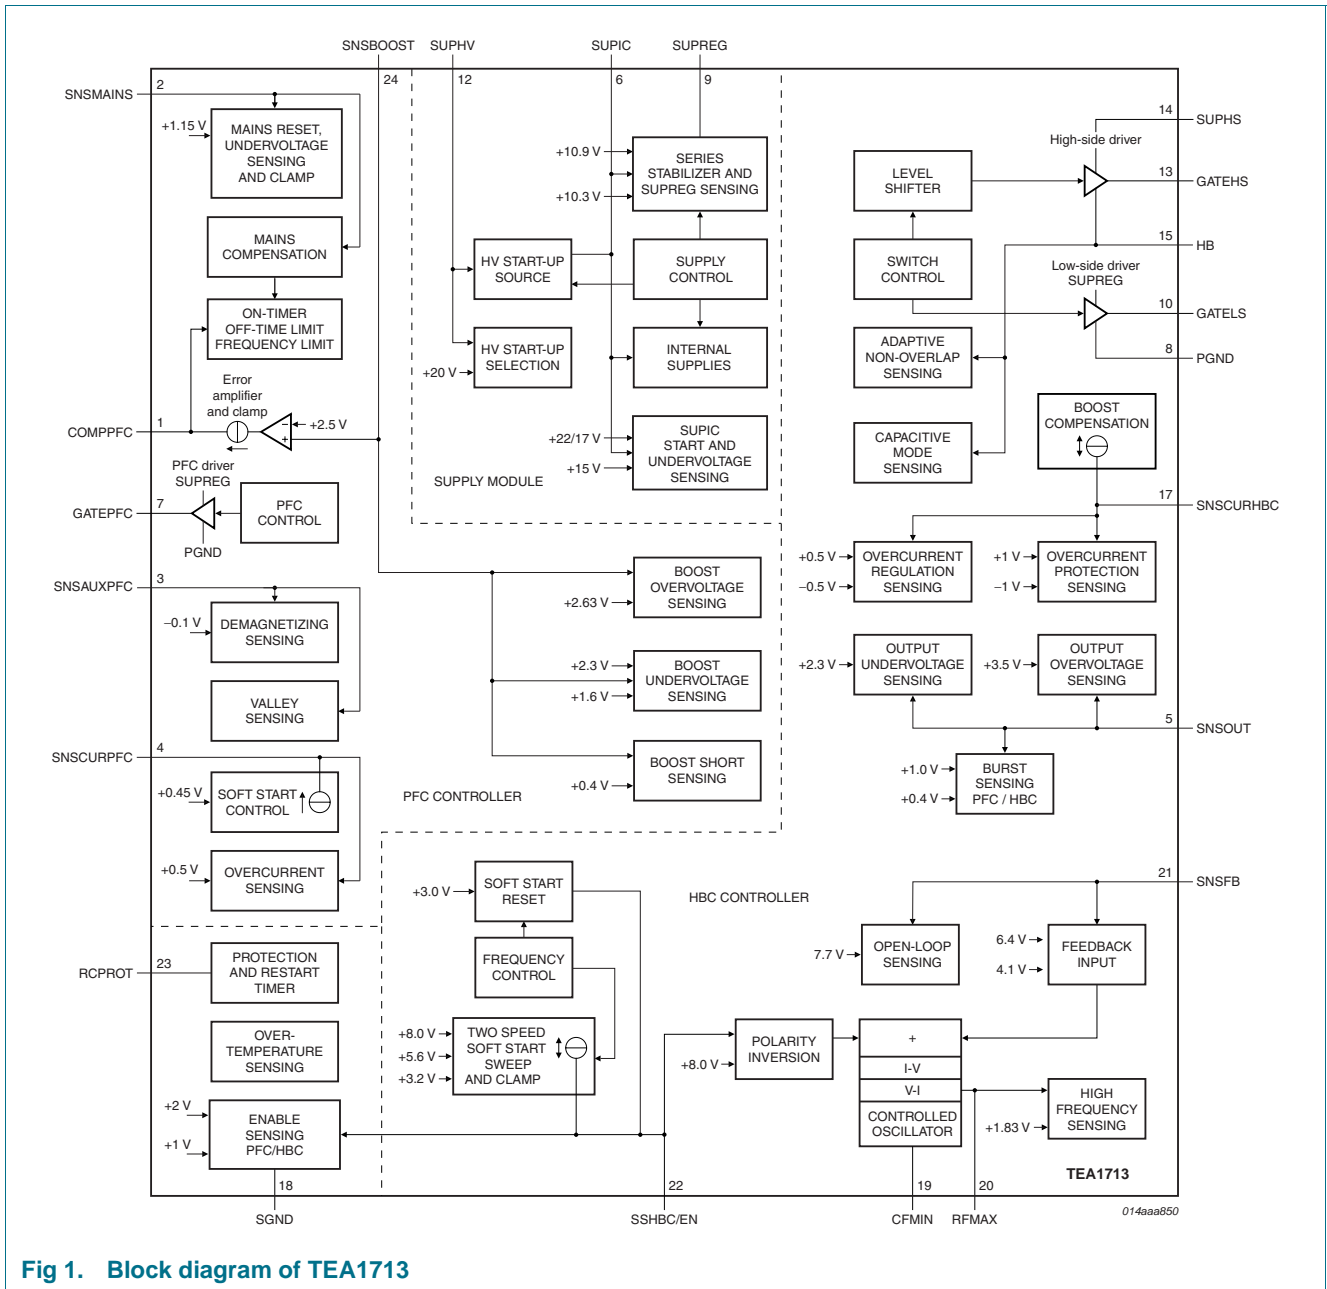 SNSBOOST SUPHV SUPIC SUPREG
24 12 6 9
SNSMAINS 2
+1.15 V
MAINS RESET,
UNDERVOLTAGE
SENSING
AND CLAMP
MAINS
COMPENSATION
ON-TIMER
OFF-TIME LIMIT
FREQUENCY LIMIT
Error
amplifier
and clamp
COMPPFC 1
−
+
+2.5 V
PFC driver
SUPREG
GATEPFC 7
PGND
PFC
CONTROL
SNSAUXPFC 3
−0.1 V
DEMAGNETIZING
SENSING
VALLEY
SENSING
SNSCURPFC 4
+0.45 V
SOFT START
CONTROL
+0.5 V
OVERCURRENT
SENSING
RCPROT 23
PROTECTION
AND RESTART
TIMER
OVER-
TEMPERATURE
SENSING
+2 V
+1 V
ENABLE
SENSING
PFC/HBC
18
SGND
+10.9 V
+10.3 V
SERIES
STABILIZER AND
SUPREG SENSING
HV START-UP
SOURCE
SUPPLY
CONTROL
+20 V
HV START-UP
SELECTION
INTERNAL
SUPPLIES
+22/17 V
+15 V
SUPIC
START AND
UNDERVOLTAGE
SENSING
SUPPLY MODULE
BOOST
OVERVOLTAGE
SENSING
+2.63 V
+2.3 V
+1.6 V
BOOST
UNDERVOLTAGE
SENSING
BOOST SHORT
SENSING
+0.4 V
PFC CONTROLLER
+3.0 V
SOFT START
RESET
FREQUENCY
CONTROL
+8.0 V
+5.6 V
+3.2 V
TWO SPEED
SOFT START
SWEEP
AND CLAMP
22
SSHBC/EN
HBC CONTROLLER
14 SUPHS
High-side driver
LEVEL
SHIFTER
13 GATEHS
15 HB
SWITCH
CONTROL
Low-side driver
SUPREG
10 GATELS
8 PGND
ADAPTIVE
NON-OVERLAP
SENSING
CAPACITIVE
MODE
SENSING
BOOST
COMPENSATION
17 SNSCURHBC
+0.5 V
−0.5 V
OVERCURRENT
REGULATION
SENSING
+1 V
−1 V
OVERCURRENT
PROTECTION
SENSING
+2.3 V
OUTPUT
UNDERVOLTAGE
SENSING
+3.5 V
OUTPUT
OVERVOLTAGE
SENSING
5 SNSOUT
+1.0 V
+0.4 V
BURST
SENSING
PFC / HBC
21 SNSFB
7.7 V
OPEN-LOOP
SENSING
6.4 V
4.1 V
FEEDBACK
INPUT
POLARITY
INVERSION
+8.0 V
+
I-V
V-I
CONTROLLED
OSCILLATOR
HIGH
FREQUENCY
SENSING
+1.83 V
TEA1713
19 20
CFMIN RFMAX
014aaa850
Fig 1. Block diagram of TEA1713